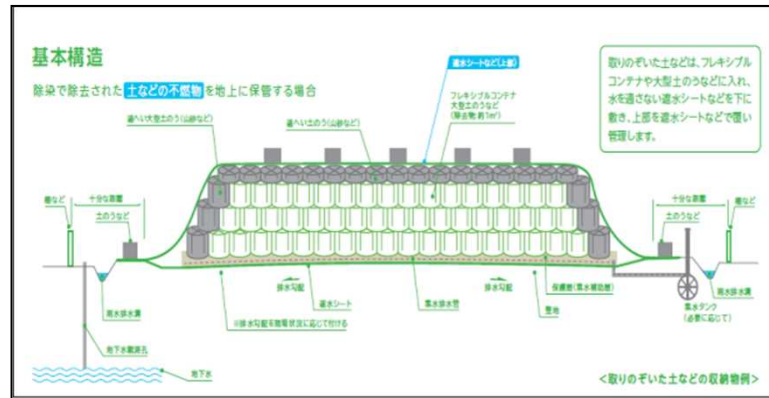 基本構造
除染で除去された土などの不燃物を地上に保管する場合
取りのぞいた土などは、フレキシブル
コンテナや大型土のうなどに入れ、
水を通さない遮水シートなどを下に
敷き、上部を遮水シートなどで覆い
管理します。
遮水シートなど(上部)
フレキシブルコンテナ
大型土のうなど
(除去物 約1m³)
遮へい大型土のう(山砂など)
遮へい土のう(山砂など)
柵など
十分な距離
土のうなど
十分な距離
柵など
土のうなど
排水勾配
排水勾配
保護層(集水補助層)
雨水排水溝
遮水シート
集水排水管
整地
雨水排水溝
集水タンク
(必要に応じて)
※排水勾配を現場状況に応じて付ける
地下水観測孔
地下水
<取りのぞいた土などの収納物例>